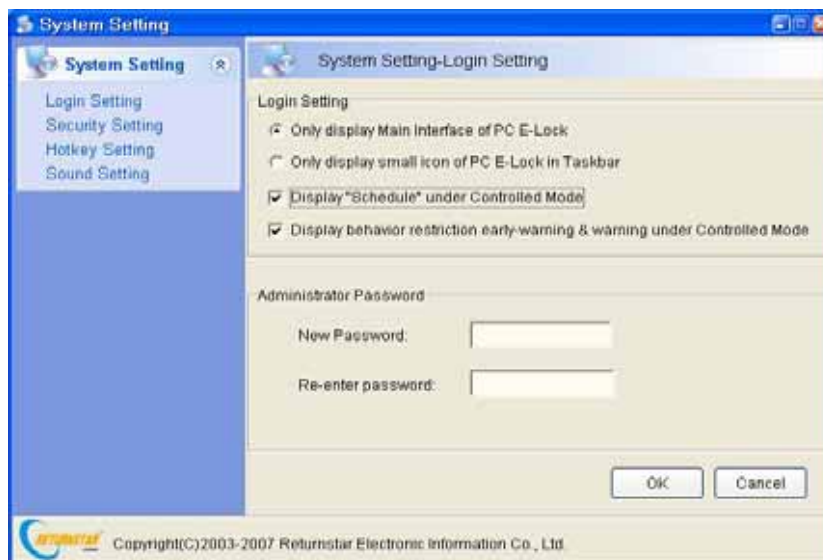 System Setting
System Setting
Login Setting
Security Setting
Hotkey Setting
Sound Setting
System Setting-Login Setting
Login Setting
Only display Main Interface of PC E-Lock
Only display small icon of PC E-Lock in Taskbar
Display "Schedule" under Controlled Mode
Display behavior restriction early-warning & warning under Controlled Mode
Administrator Password
New Password:
Re-enter password:
OK
Cancel
RETURNSTAR
Copyright(C)2003-2007 Returnstar Electronic Information Co., Ltd.